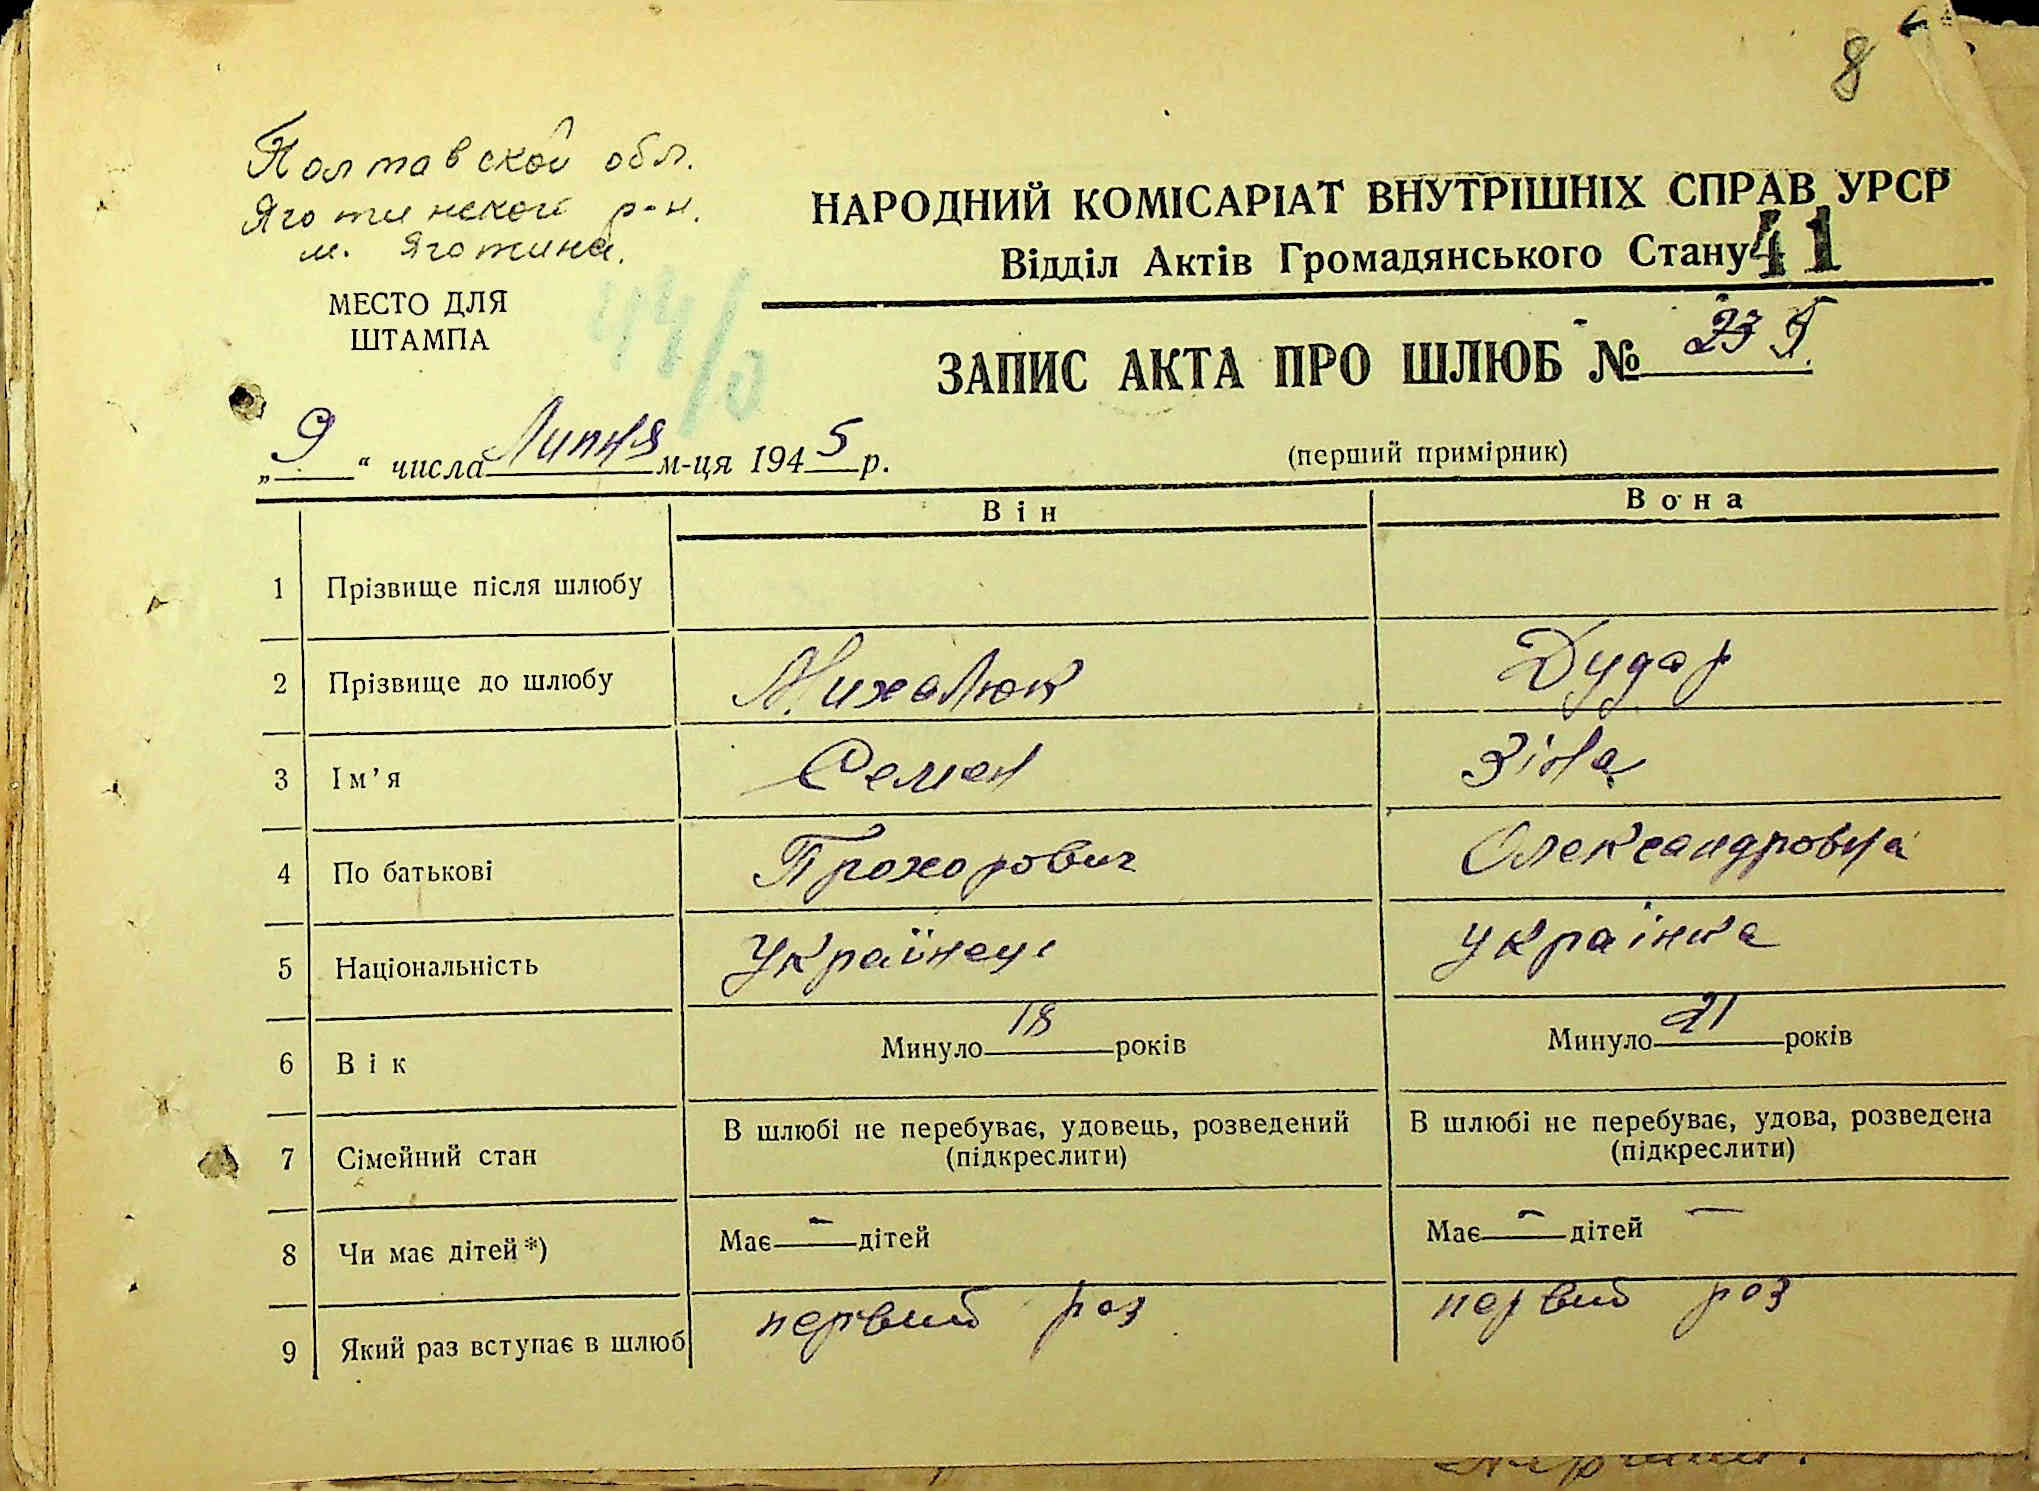 8
Полтавской обл.
Яготинской р-н.
м. Яготина.
МЕСТО ДЛЯ
ШТАМПА
НАРОДНИЙ КОМІСАРІАТ ВНУТРІШНІХ СПРАВ УРСР
Відділ Актів Громадянського Стану 41
ЗАПИС АКТА ПРО ШЛЮБ № 23
„9“ числа Липня м-ця 1945 р.
(перший примірник)
Він Вона
1 Прізвище після шлюбу
2 Прізвище до шлюбу Михалюк Дудар
3 Ім’я Семен Зіна
4 По батькові Прохорович Олександровна
5 Національність Українець Українка
6 Вік Минуло 18 років Минуло 21 років
7 Сімейний стан В шлюбі не перебуває, удовець, розведений (підкреслити) В шлюбі не перебуває, удова, розведена (підкреслити)
8 Чи має дітей*) Має — дітей Має — дітей —
9 Який раз вступає в шлюб первий роз первий роз